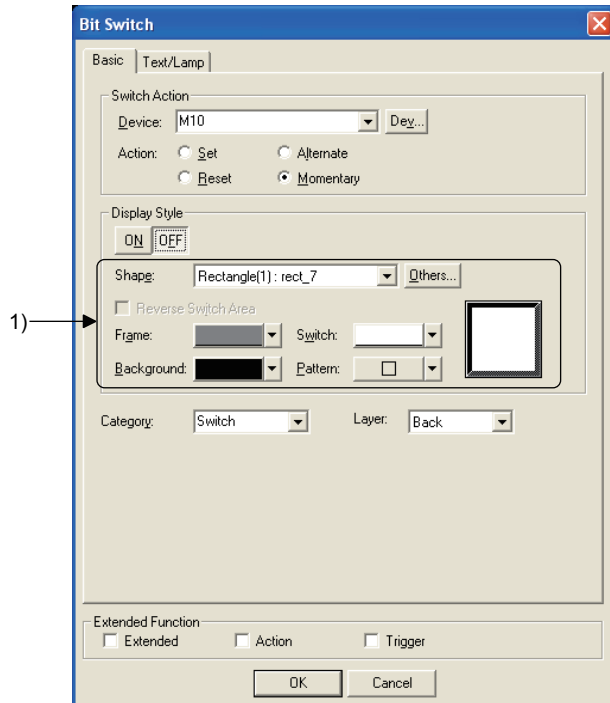 Bit Switch
Basic Text/Lamp
Switch Action
Device: M10 Dev...
Action: Set Alternate
Reset Momentary
Display Style
ON OFF
Shape: Rectangle(1) : rect_7 Others...
Reverse Switch Area
1)
Frame: Switch:
Background: Pattern:
Category: Switch Layer: Back
Extended Function
Extended Action Trigger
OK Cancel